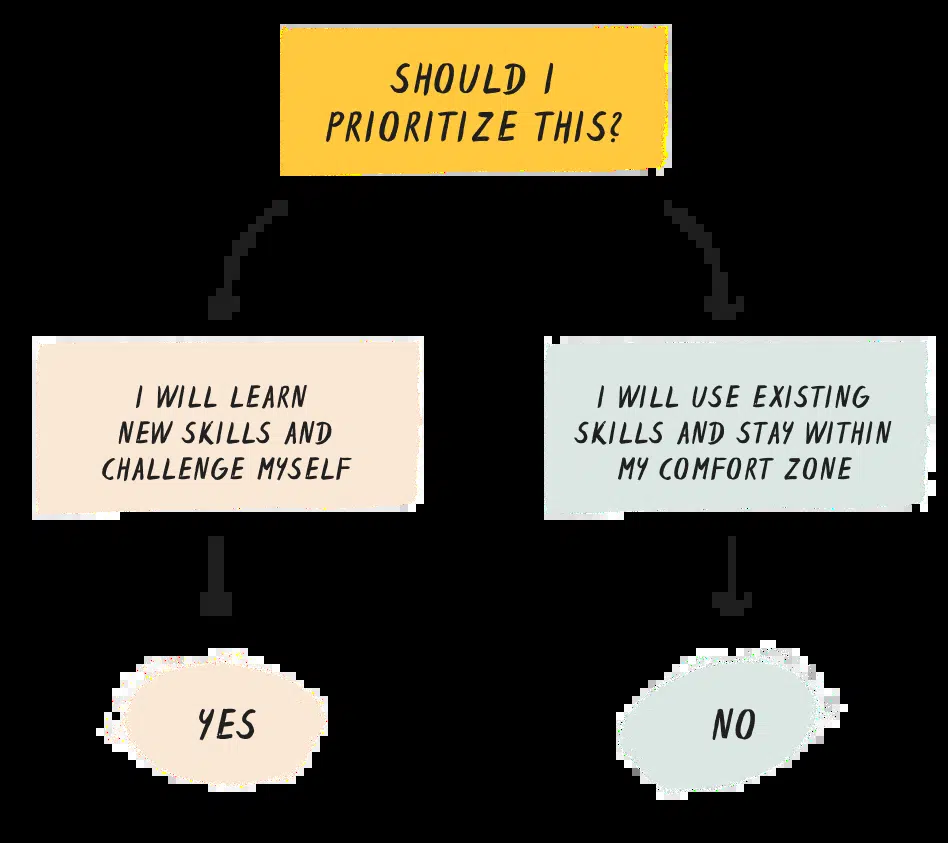 SHOULD I
PRIORITIZE THIS?
I WILL LEARN
NEW SKILLS AND
CHALLENGE MYSELF
I WILL USE EXISTING
SKILLS AND STAY WITHIN
MY COMFORT ZONE
YES
NO